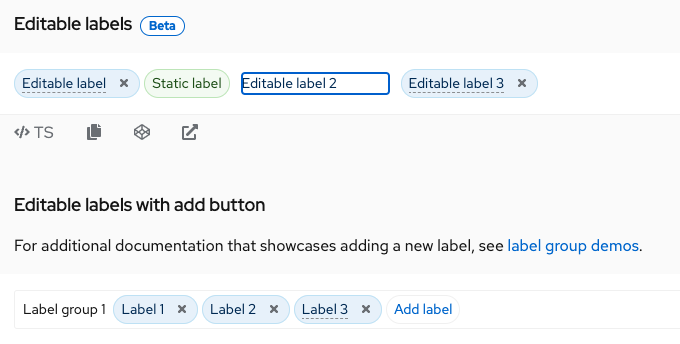 Editable labels Beta
Editable label Static label Editable label 2 Editable label 3
TS
Editable labels with add button
For additional documentation that showcases adding a new label, see label group demos.
Label group 1 Label 1 Label 2 Label 3 Add label